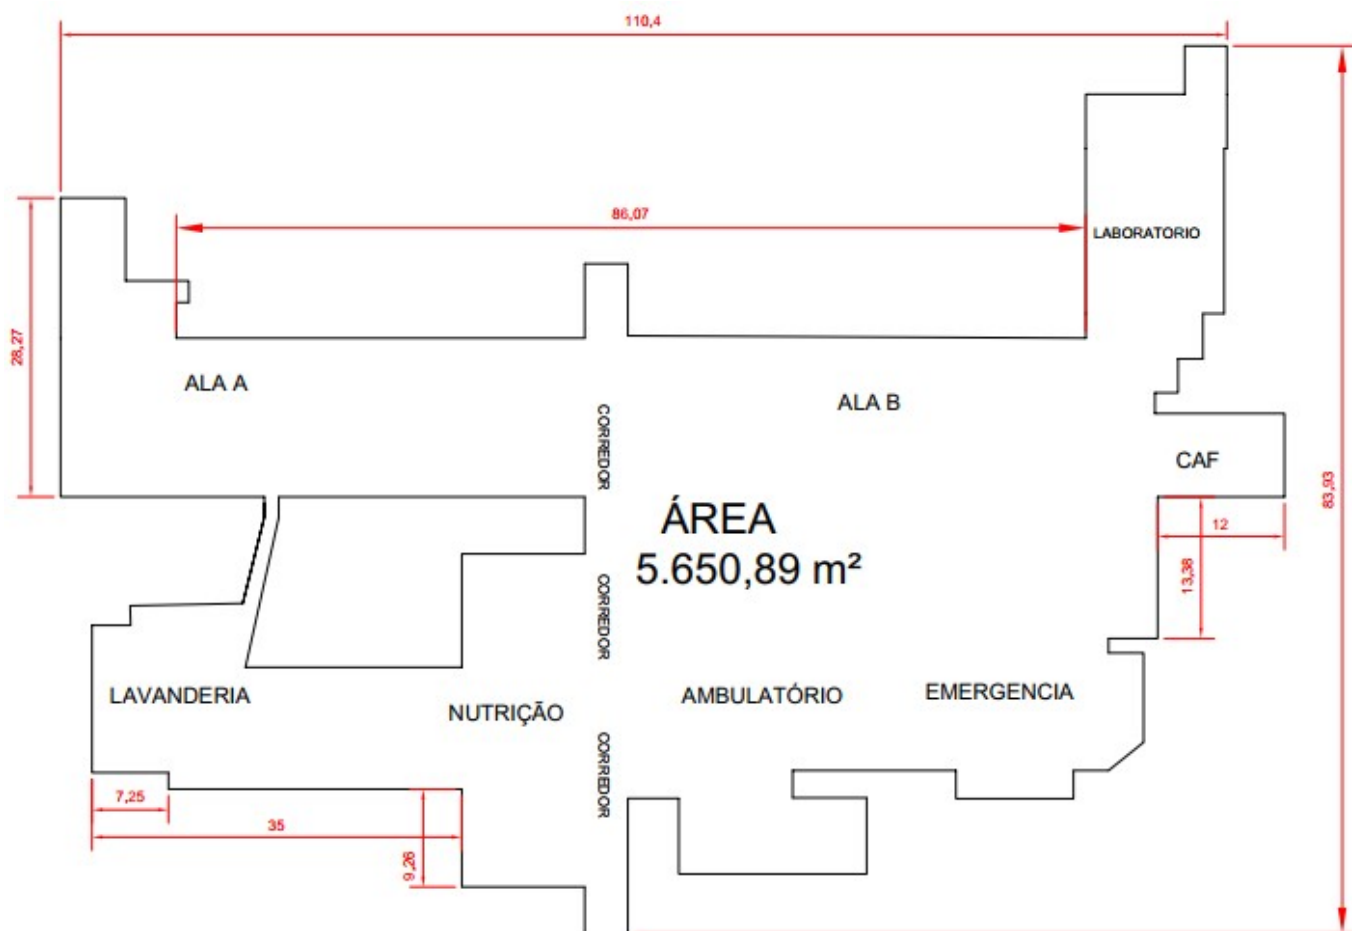 110,4
86,07
LABORATORIO
28,27
ALA A
ALA B
CORREDOR
CAF
83,93
ÁREA
5.650,89 m²
12
13,38
CORREDOR
LAVANDERIA
NUTRIÇÃO
AMBULATÓRIO
EMERGENCIA
CORREDOR
7,25
35
9,26